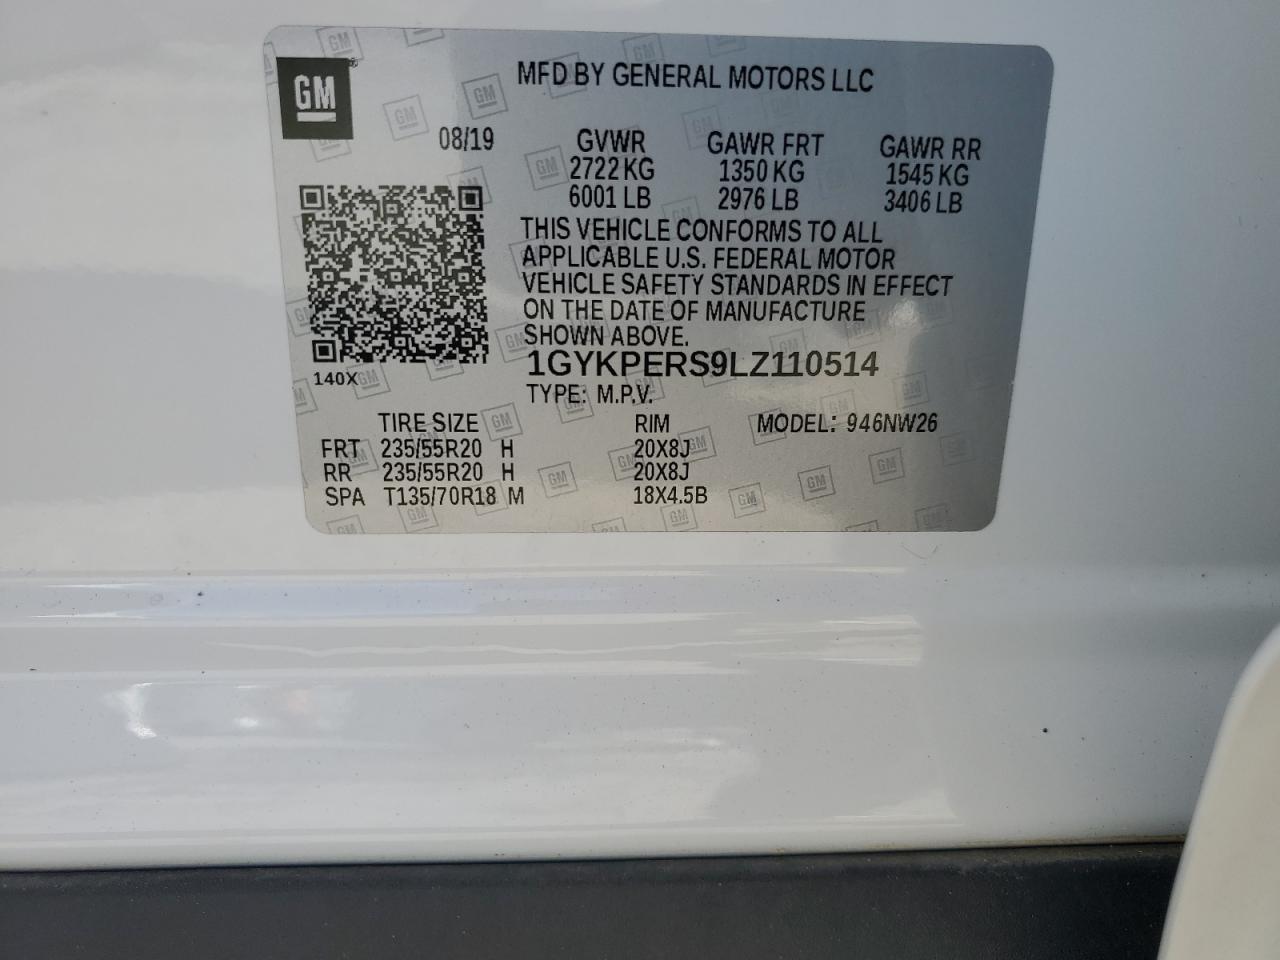 GM
MFD BY GENERAL MOTORS LLC
08/19
GVWR GAWR FRT GAWR RR
2722 KG 1350 KG 1545 KG
6001 LB 2976 LB 3406 LB
THIS VEHICLE CONFORMS TO ALL
APPLICABLE U.S. FEDERAL MOTOR
VEHICLE SAFETY STANDARDS IN EFFECT
ON THE DATE OF MANUFACTURE
SHOWN ABOVE.
1GYKPERS9LZ110514
140X
TYPE: M.P.V.
TIRE SIZE RIM MODEL: 946NW26
FRT 235/55R20 H 20X8J
RR 235/55R20 H 20X8J
SPA T135/70R18 M 18X4.5B